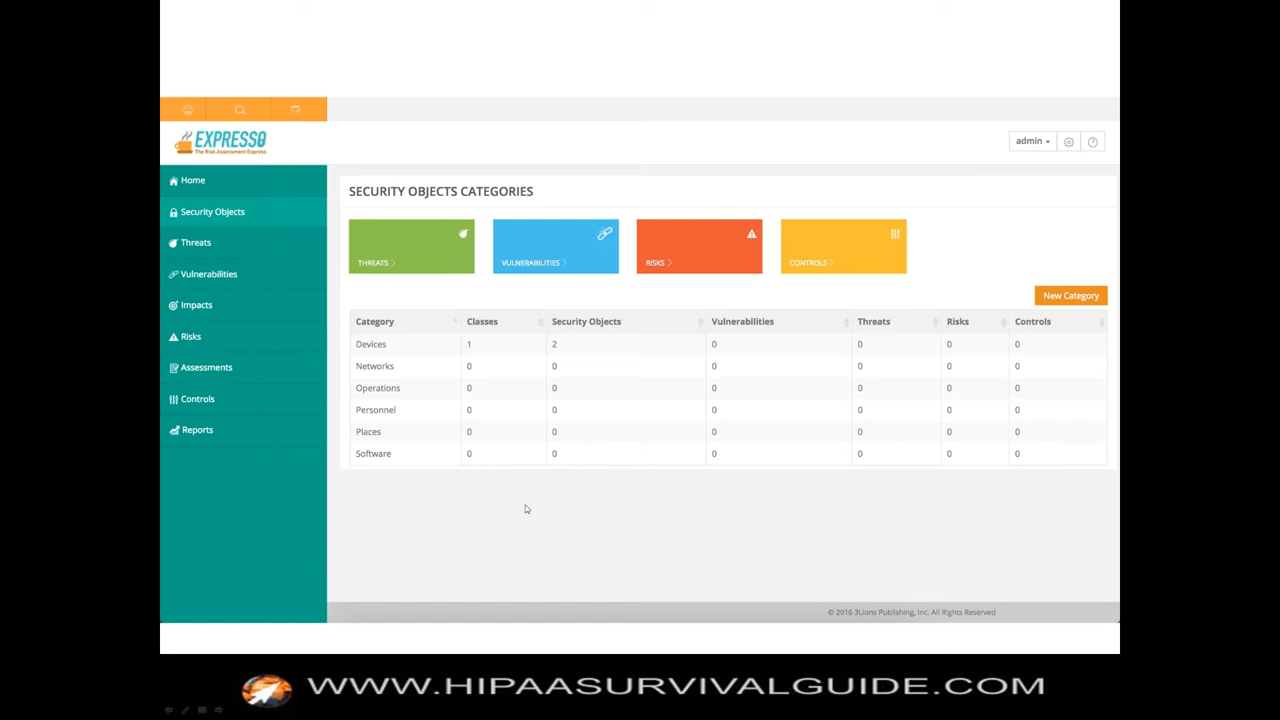 EXPRESSO
The Risk Assessment Express
admin
Home
Security Objects
Threats
Vulnerabilities
Impacts
Risks
Assessments
Controls
Reports
SECURITY OBJECTS CATEGORIES
THREATS
VULNERABILITIES
RISKS
CONTROLS
New Category
Category Classes Security Objects Vulnerabilities Threats Risks Controls
Devices 1 2 0 0 0 0
Networks 0 0 0 0 0 0
Operations 0 0 0 0 0 0
Personnel 0 0 0 0 0 0
Places 0 0 0 0 0 0
Software 0 0 0 0 0 0
© 2016 3Lions Publishing, Inc. All Rights Reserved
WWW.HIPAASURVIVALGUIDE.COM